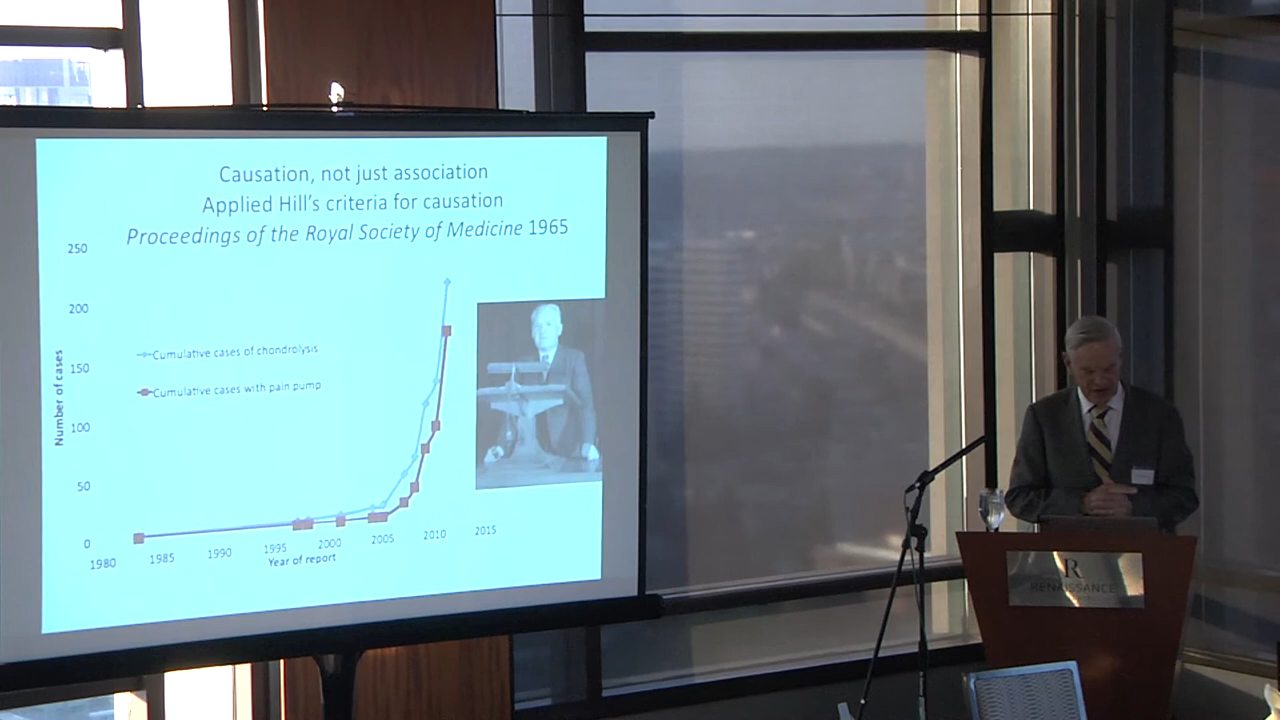 Causation, not just association
Applied Hill's criteria for causation
Proceedings of the Royal Society of Medicine 1965
250
200
150
100
50
0
Number of cases
Cumulative cases of chondrolysis
Cumulative cases with pain pump
1980
1985
1990
1995
2000
2005
2010
2015
Year of report
R
RENAISSANCE